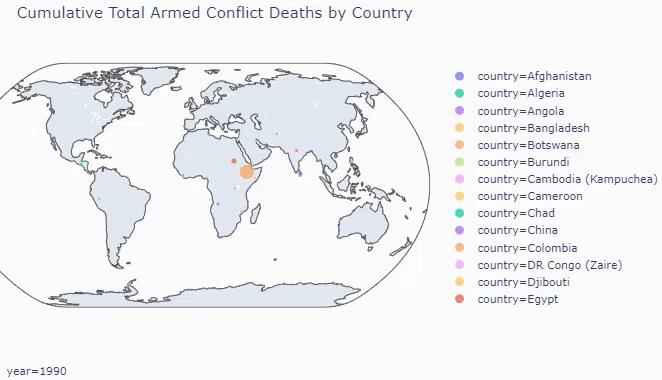 Cumulative Total Armed Conflict Deaths by Country
country=Afghanistan
country=Algeria
country=Angola
country=Bangladesh
country=Botswana
country=Burundi
country=Cambodia (Kampuchea)
country=Cameroon
country=Chad
country=China
country=Colombia
country=DR Congo (Zaire)
country=Djibouti
country=Egypt
year=1990